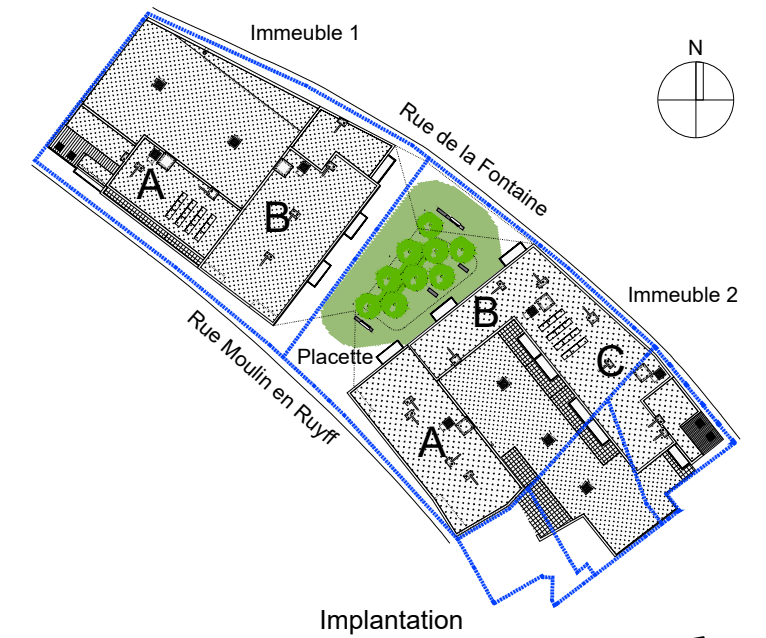 Immeuble 1
N
Rue de la Fontaine
A
B
Immeuble 2
B
Placette
C
Rue Moulin en Ruyff
A
Implantation